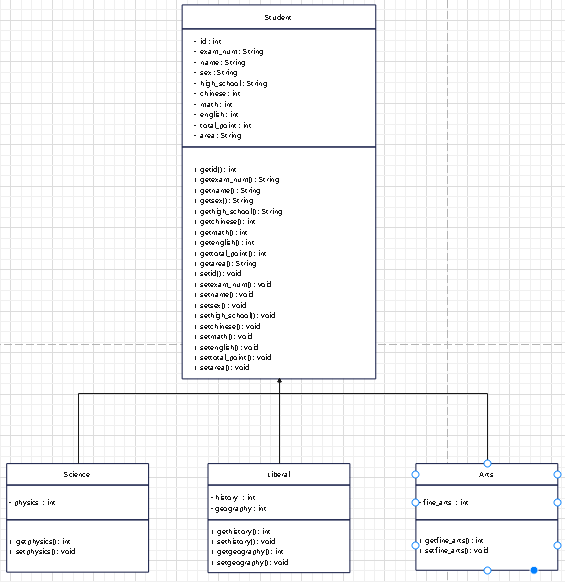 Student
- id : int
- exam_num : String
- name : String
- sex : String
- high_school : String
- chinese : int
- math : int
- english : int
- total_point : int
- area : String
+ getid() : int
+ getexam_num() : String
+ getname() : String
+ getsex() : String
+ gethigh_school() : String
+ getchinese() : int
+ getmath() : int
+ getenglish() : int
+ gettotal_point() : int
+ getarea() : String
+ setid() : void
+ setexam_num() : void
+ setname() : void
+ setsex() : void
+ sethigh_school() : void
+ setchinese() : void
+ setmath() : void
+ setenglish() : void
+ settotal_point() : void
+ setarea() : void
Science
- physics : int
+ getphysics() : int
+ setphysics() : void
Liberal
- history : int
- geography : int
+ gethistory() : int
+ sethistory() : void
+ getgeography() : int
+ setgeography() : void
Arts
- fine_arts : int
+ getfine_arts() : int
+ setfine_arts() : void